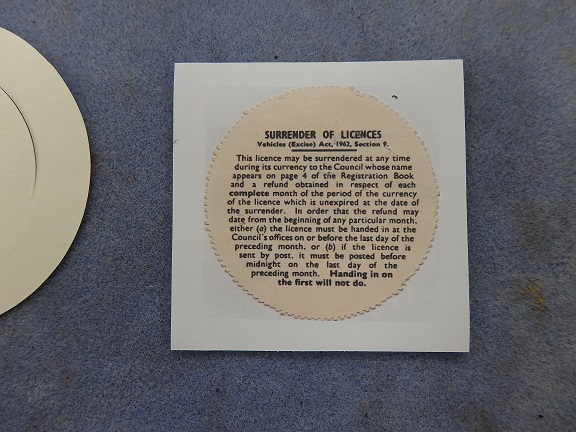 SURRENDER OF LICENCES
Vehicles (Excise) Act, 1962, Section 9.
This licence may be surrendered at any time
during its currency to the Council whose name
appears on page 4 of the Registration Book
and a refund obtained in respect of each
complete month of the period of the currency
of the licence which is unexpired at the date of
the surrender. In order that the refund may
date from the beginning of any particular month,
either (a) the licence must be handed in at the
Council's offices on or before the last day of the
preceding month, or (b) if the licence is
sent by post, it must be posted before
midnight on the last day of the
preceding month. Handing in on
the first will not do.